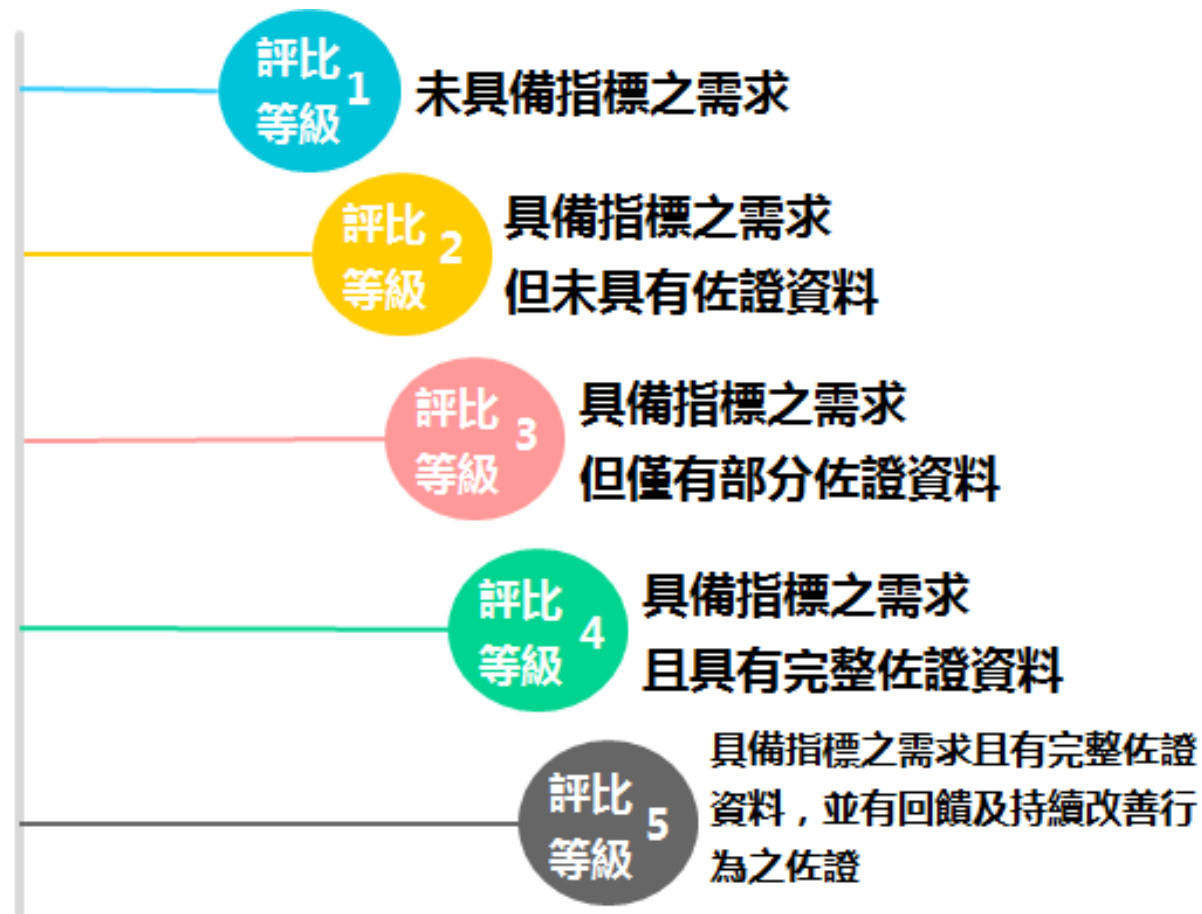 評比
等級 1
未具備指標之需求
評比
等級 2
具備指標之需求
但未具有佐證資料
評比
等級 3
具備指標之需求
但僅有部分佐證資料
評比
等級 4
具備指標之需求
且具有完整佐證資料
評比
等級 5
具備指標之需求且有完整佐證
資料，並有回饋及持續改善行
為之佐證